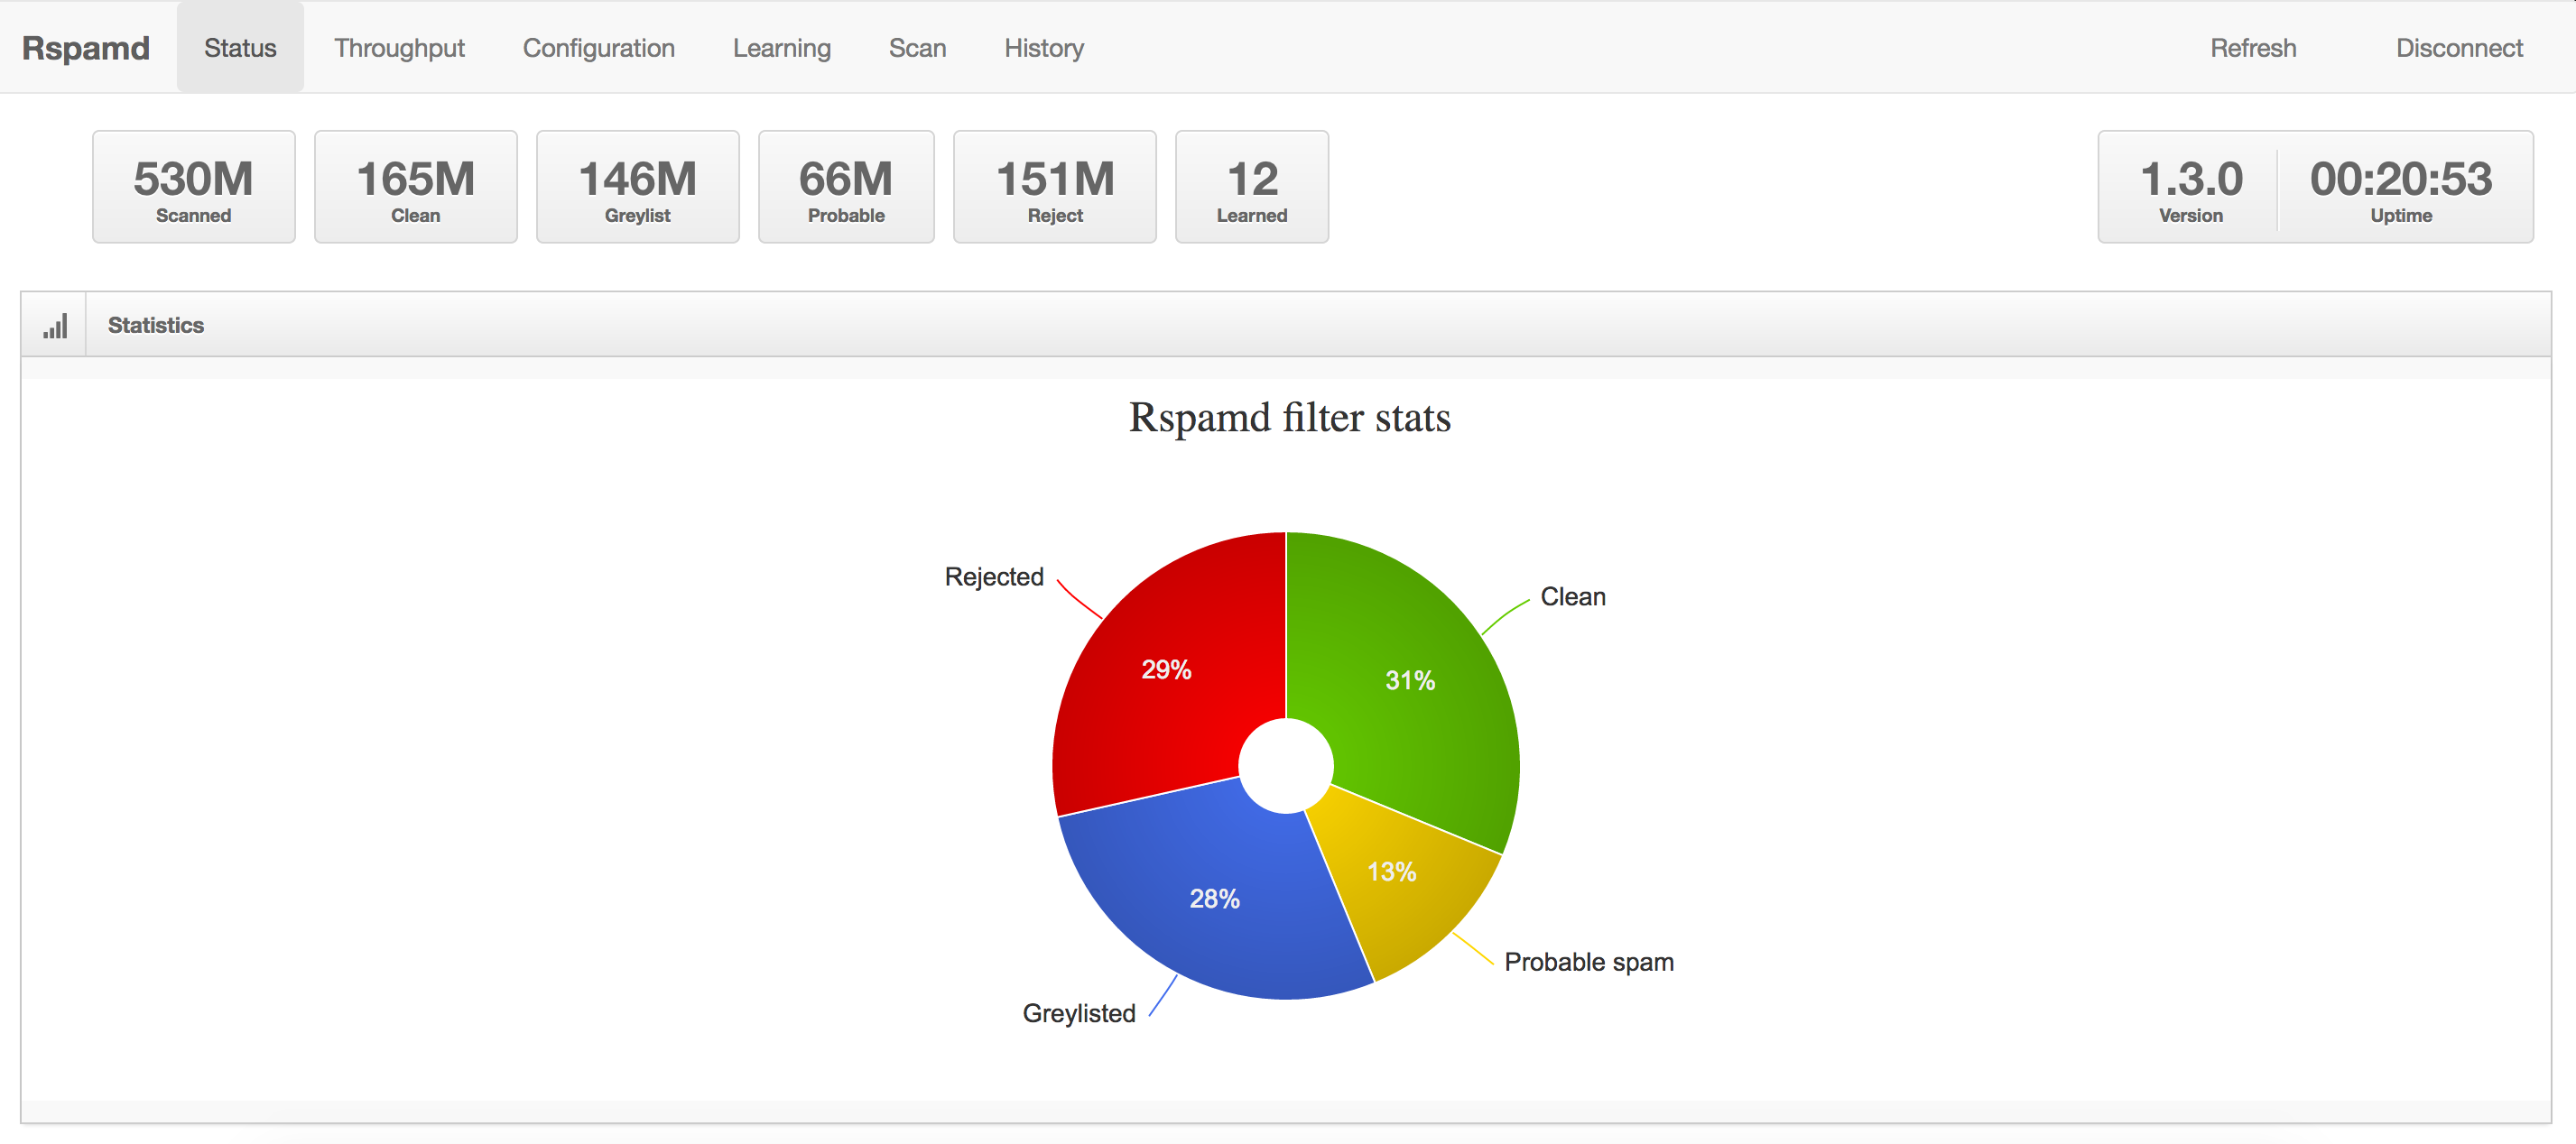 Rspamd Status Throughput Configuration Learning Scan History Refresh Disconnect
530M 165M 146M 66M 151M 12 1.3.0 00:20:53
Scanned Clean Greylist Probable Reject Learned Version Uptime
Statistics
Rspamd filter stats
Rejected
Clean
29%
31%
13%
28%
Probable spam
Greylisted